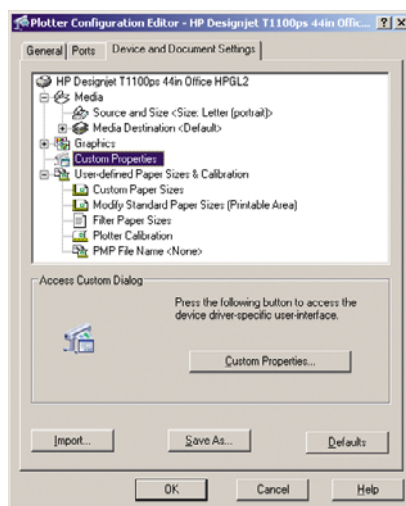 Plotter Configuration Editor - HP Designjet T1100ps 44in Offic...
General Ports Device and Document Settings
HP Designjet T1100ps 44in Office HPGL2
Media
Source and Size <Size: Letter (portrait)>
Media Destination <Default>
Graphics
Custom Properties
User-defined Paper Sizes & Calibration
Custom Paper Sizes
Modify Standard Paper Sizes (Printable Area)
Filter Paper Sizes
Plotter Calibration
PMP File Name <None>
Access Custom Dialog
Press the following button to access the
device driver-specific user-interface.
Custom Properties...
Import... Save As... Defaults
OK Cancel Help